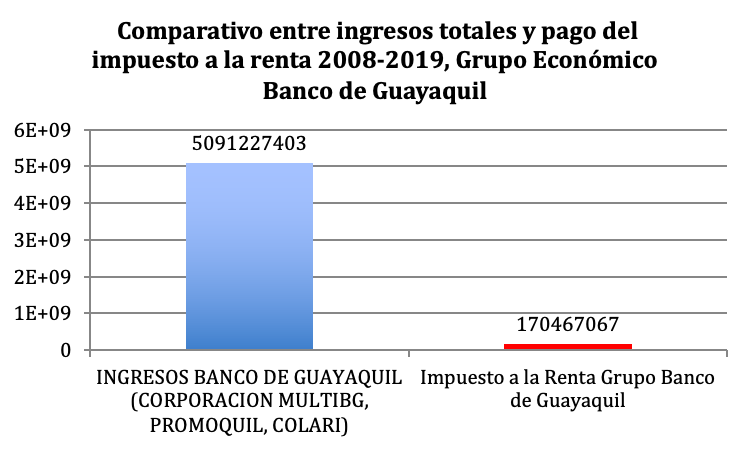 Comparativo entre ingresos totales y pago del
impuesto a la renta 2008-2019, Grupo Económico
Banco de Guayaquil
6E+09
5E+09
4E+09
3E+09
2E+09
1E+09
0
5091227403
170467067
INGRESOS BANCO DE GUAYAQUIL
(CORPORACION MULTIBG,
PROMOQUIL, COLARI)
Impuesto a la Renta Grupo Banco
de Guayaquil